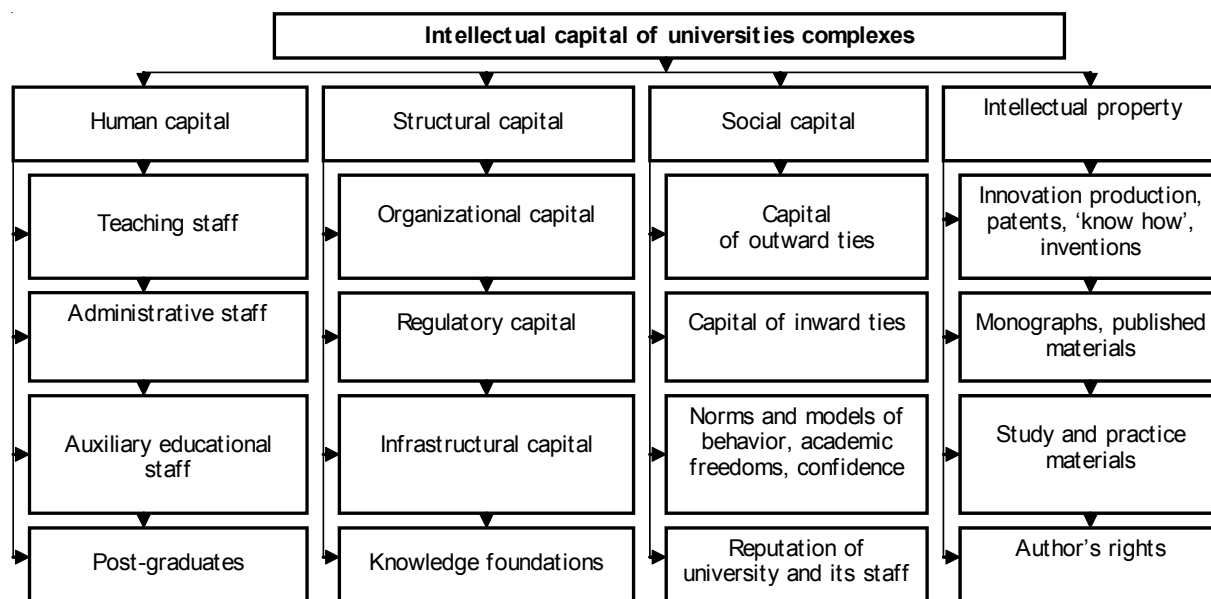 Intellectual capital of universities complexes
Human capital
Structural capital
Social capital
Intellectual property
Teaching staff
Organizational capital
Capital
of outward ties
Innovation production,
patents, ‘know how’,
inventions
Administrative staff
Regulatory capital
Capital of inward ties
Monographs, published
materials
Auxiliary educational
staff
Infrastructural capital
Norms and models of
behavior, academic
freedoms, confidence
Study and practice
materials
Post-graduates
Knowledge foundations
Reputation of
university and its staff
Author’s rights